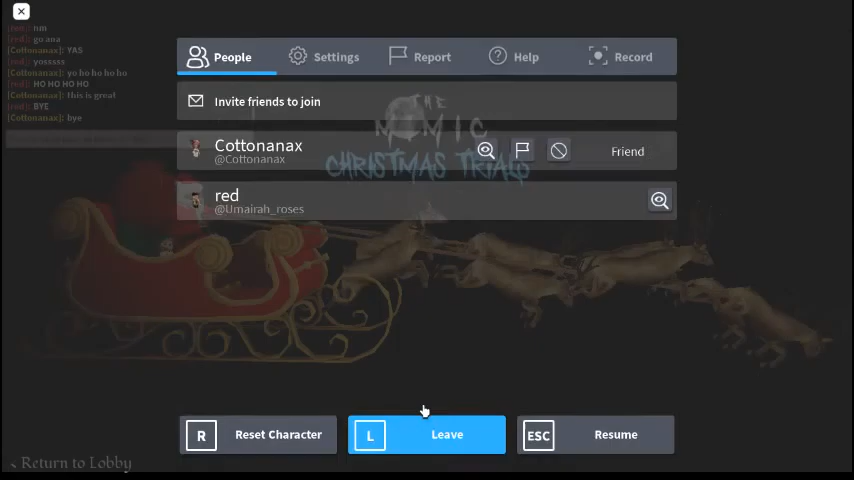 [red]: nm
[red]: go ana
[Cottonanax]: YAS
[red]: yosssss
[Cottonanax]: yo ho ho ho ho
[red]: HO HO HO HO
[Cottonanax]: this is great
[red]: BYE
[Cottonanax]: bye
People
Settings
Report
Help
Record
Invite friends to join
THE
MIMIC
CHRISTMAS TRIALS
Cottonanax
@Cottonanax
Friend
red
@Umairah_roses
R Reset Character
L Leave
ESC Resume
Return to Lobby